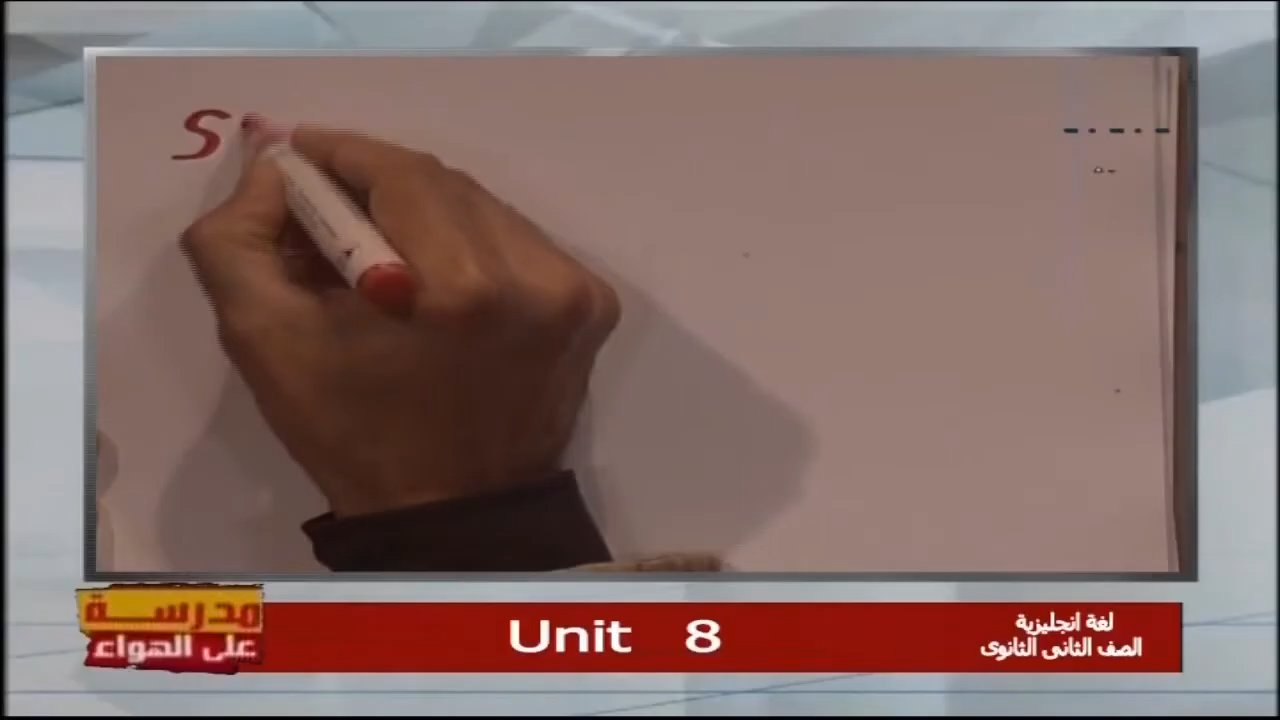 S
مدرسة
على الهواء
Unit 8
لغة انجليزية
الصف الثانى الثانوى